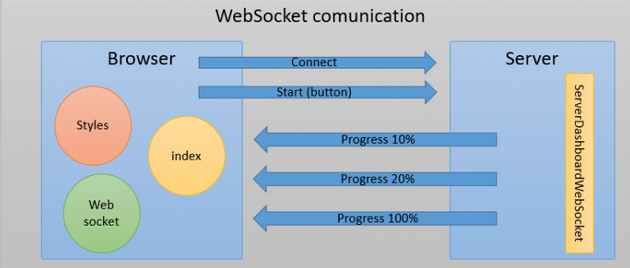 WebSocket comunication
Browser
Server
Connect
Start (button)
Styles
index
Web
socket
Progress 10%
Progress 20%
Progress 100%
ServerDashboardWebSocket